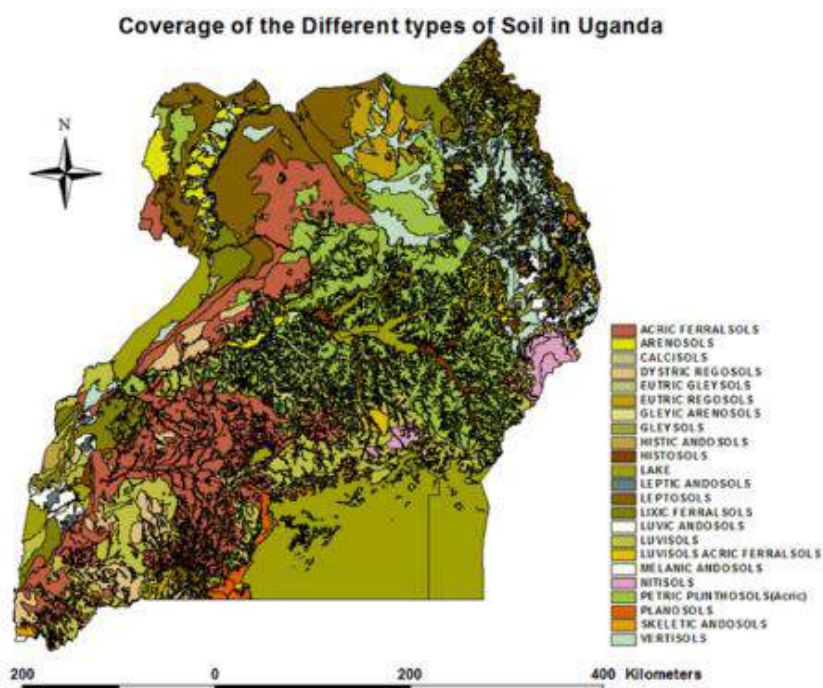 Coverage of the Different types of Soil in Uganda
N
ACRIC FERRALSOLS
ARENOSOLS
CALCISOLS
DYSTRIC REGOSOLS
EUTRIC GLEYSOLS
EUTRIC REGOSOLS
GLEYIC ARENOSOLS
GLEYSOLS
HISTIC ANDOSOLS
HISTOSOLS
LAKE
LEPTIC ANDOSOLS
LEPTOSOLS
LIXIC FERRALSOLS
LUVIC ANDOSOLS
LUVISOLS
LUVISOLS ACRIC FERRALSOLS
MELANIC ANDOSOLS
NITISOLS
PETRIC PLINTHOSOLS(Acric)
PLANOSOLS
SKELETIC ANDOSOLS
VERTISOLS
200 0 200 400 Kilometers